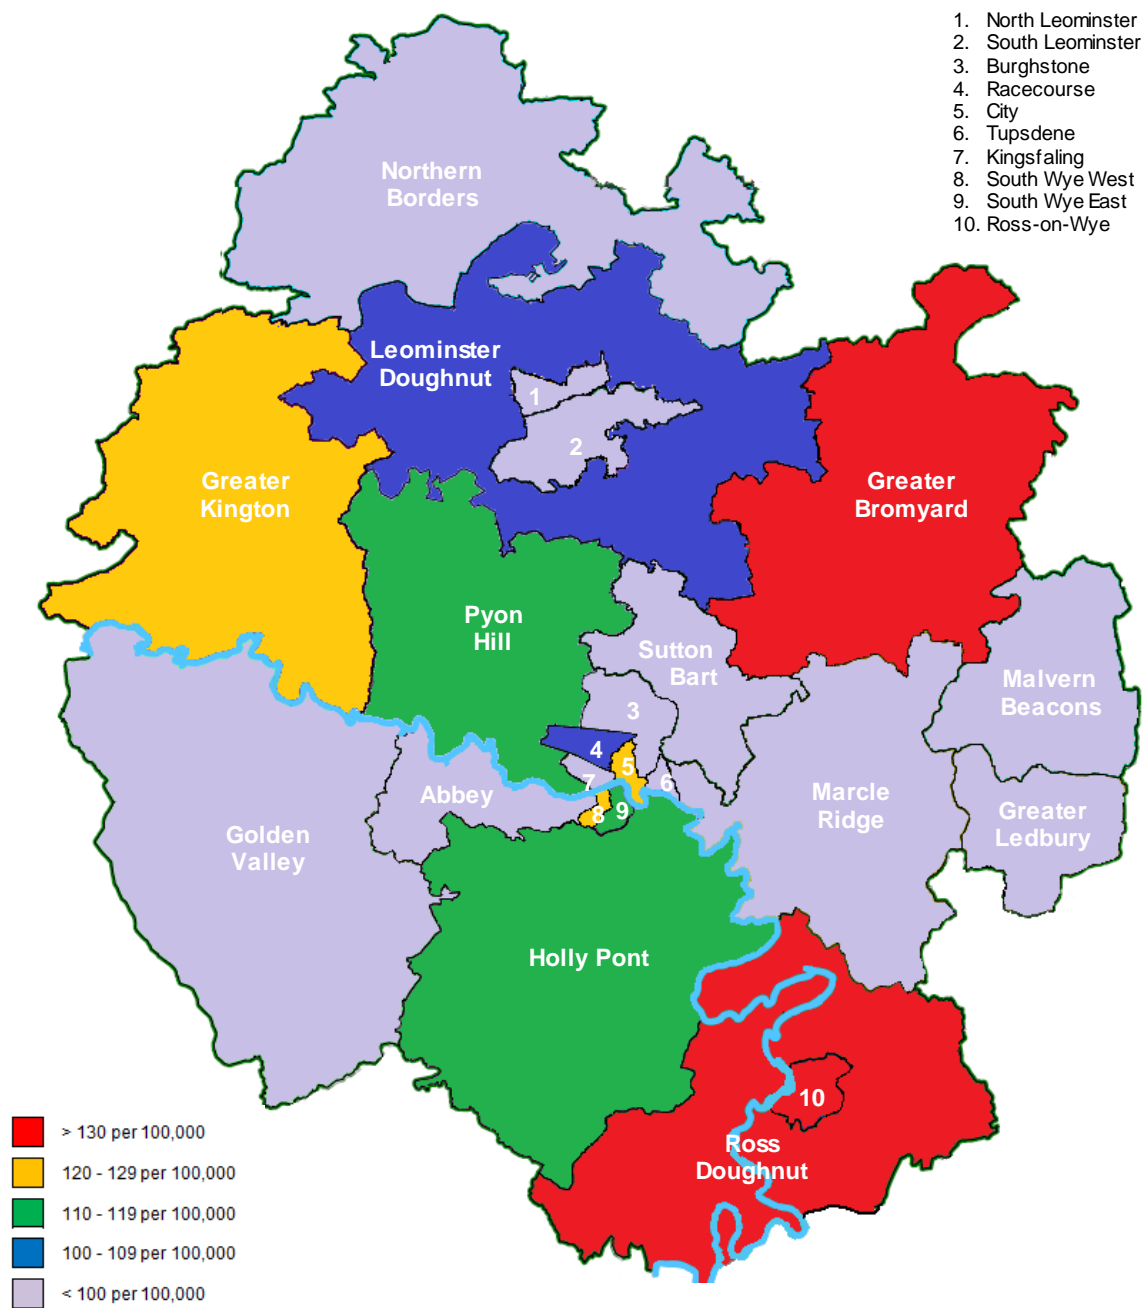 1. North Leominster
2. South Leominster
3. Burghstone
4. Racecourse
5. City
6. Tupsdene
7. Kingsfaling
8. South Wye West
9. South Wye East
10. Ross-on-Wye
Northern
Borders
Leominster
Doughnut
1
2
Greater
Kington
Greater
Bromyard
Pyon
Hill
Sutton
Bart
Malvern
Beacons
3
4
5
7
6
Abbey
8
9
Marcle
Ridge
Greater
Ledbury
Golden
Valley
Holly Pont
10
Ross
Doughnut
> 130 per 100,000
120 - 129 per 100,000
110 - 119 per 100,000
100 - 109 per 100,000
< 100 per 100,000